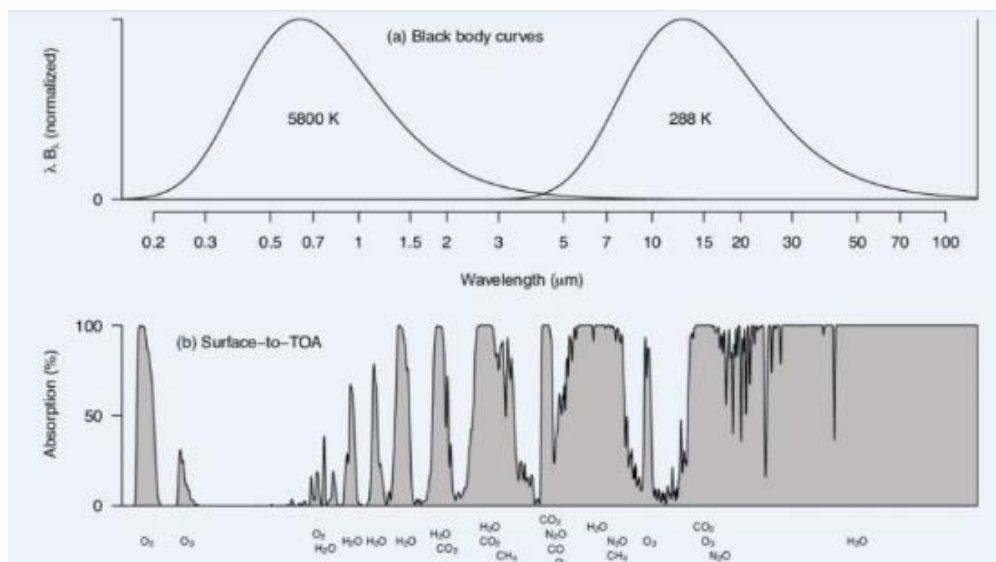 (a) Black body curves
λ Bλ (normalized)
5800 K
288 K
0
0.2 0.3 0.5 0.7 1 1.5 2 3 5 7 10 15 20 30 50 70 100
Wavelength (μm)
(b) Surface−to−TOA
Absorption (%)
100
50
0
O₂ O₃ O₂ H₂O H₂O H₂O H₂O H₂O CO₂ H₂O CO₂ CH₄ CO₂ N₂O CO H₂O N₂O CH₄ O₃ CO₂ O₃ N₂O H₂O